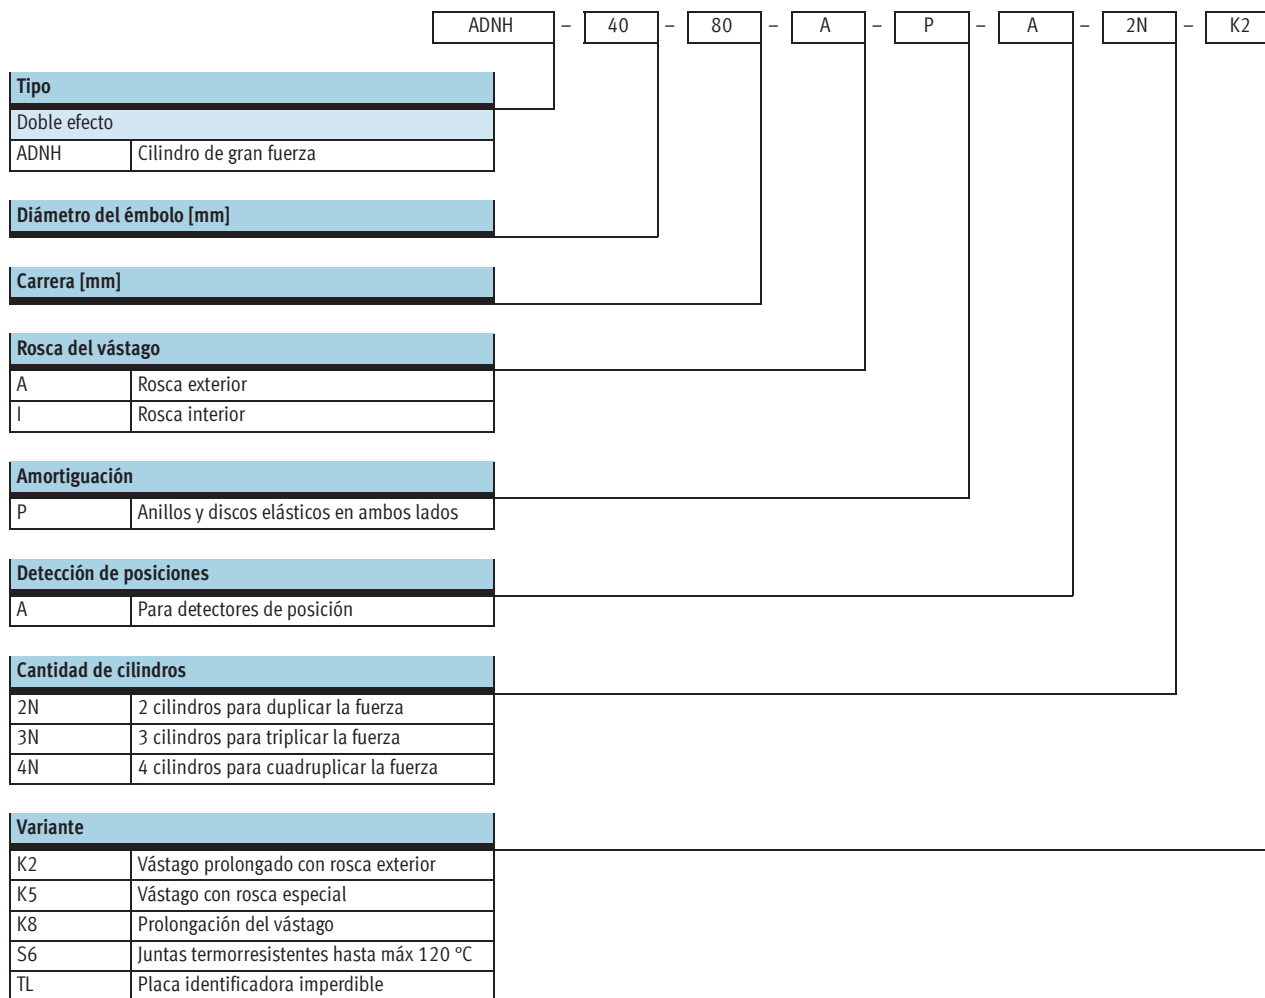 ADNH – 40 – 80 – A – P – A – 2N – K2
Tipo
Doble efecto
ADNH Cilindro de gran fuerza
Diámetro del émbolo [mm]
Carrera [mm]
Rosca del vástago
A Rosca exterior
I Rosca interior
Amortiguación
P Anillos y discos elásticos en ambos lados
Detección de posiciones
A Para detectores de posición
Cantidad de cilindros
2N 2 cilindros para duplicar la fuerza
3N 3 cilindros para triplicar la fuerza
4N 4 cilindros para cuadruplicar la fuerza
Variante
K2 Vástago prolongado con rosca exterior
K5 Vástago con rosca especial
K8 Prolongación del vástago
S6 Juntas termorresistentes hasta máx 120 ºC
TL Placa identificadora imperdible